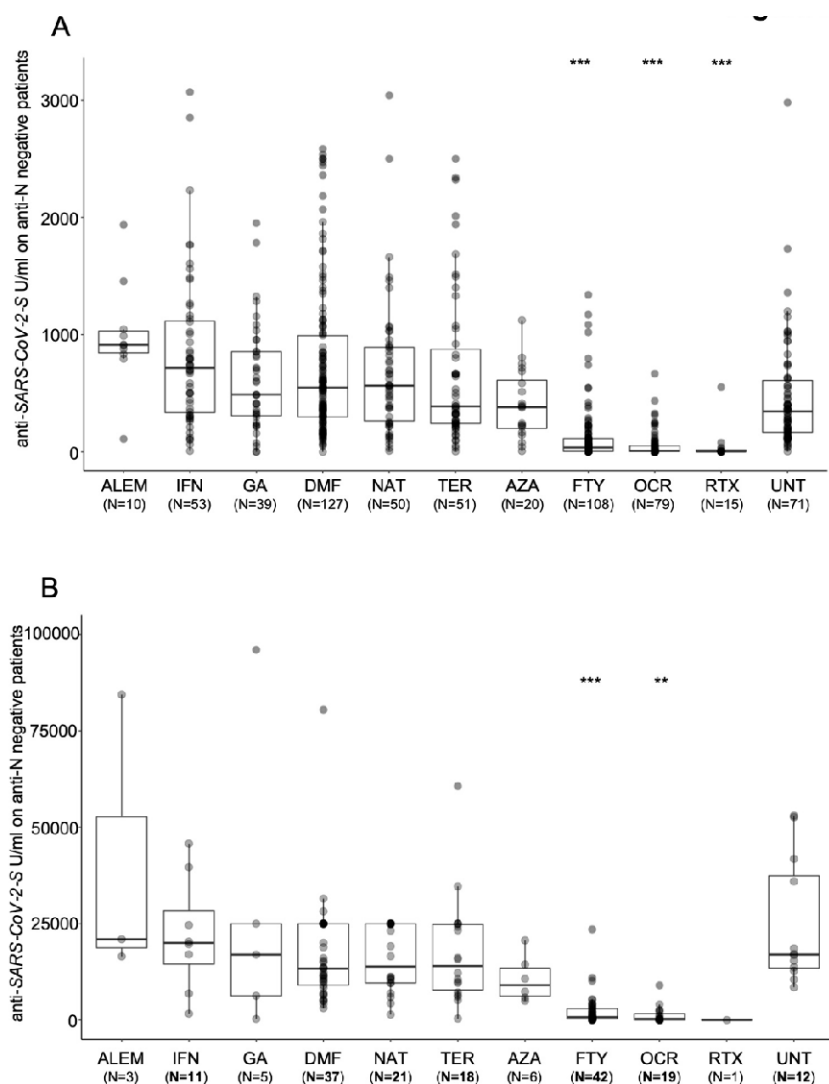 A
anti-SARS-CoV-2-S U/ml on anti-N negative patients
*** *** ***
3000
2000
1000
0
ALEM IFN GA DMF NAT TER AZA FTY OCR RTX UNT
(N=10) (N=53) (N=39) (N=127) (N=50) (N=51) (N=20) (N=108) (N=79) (N=15) (N=71)
B
anti-SARS-CoV-2-S U/ml on anti-N negative patients
100000
*** **
75000
50000
25000
0
ALEM IFN GA DMF NAT TER AZA FTY OCR RTX UNT
(N=3) (N=11) (N=5) (N=37) (N=21) (N=18) (N=6) (N=42) (N=19) (N=1) (N=12)